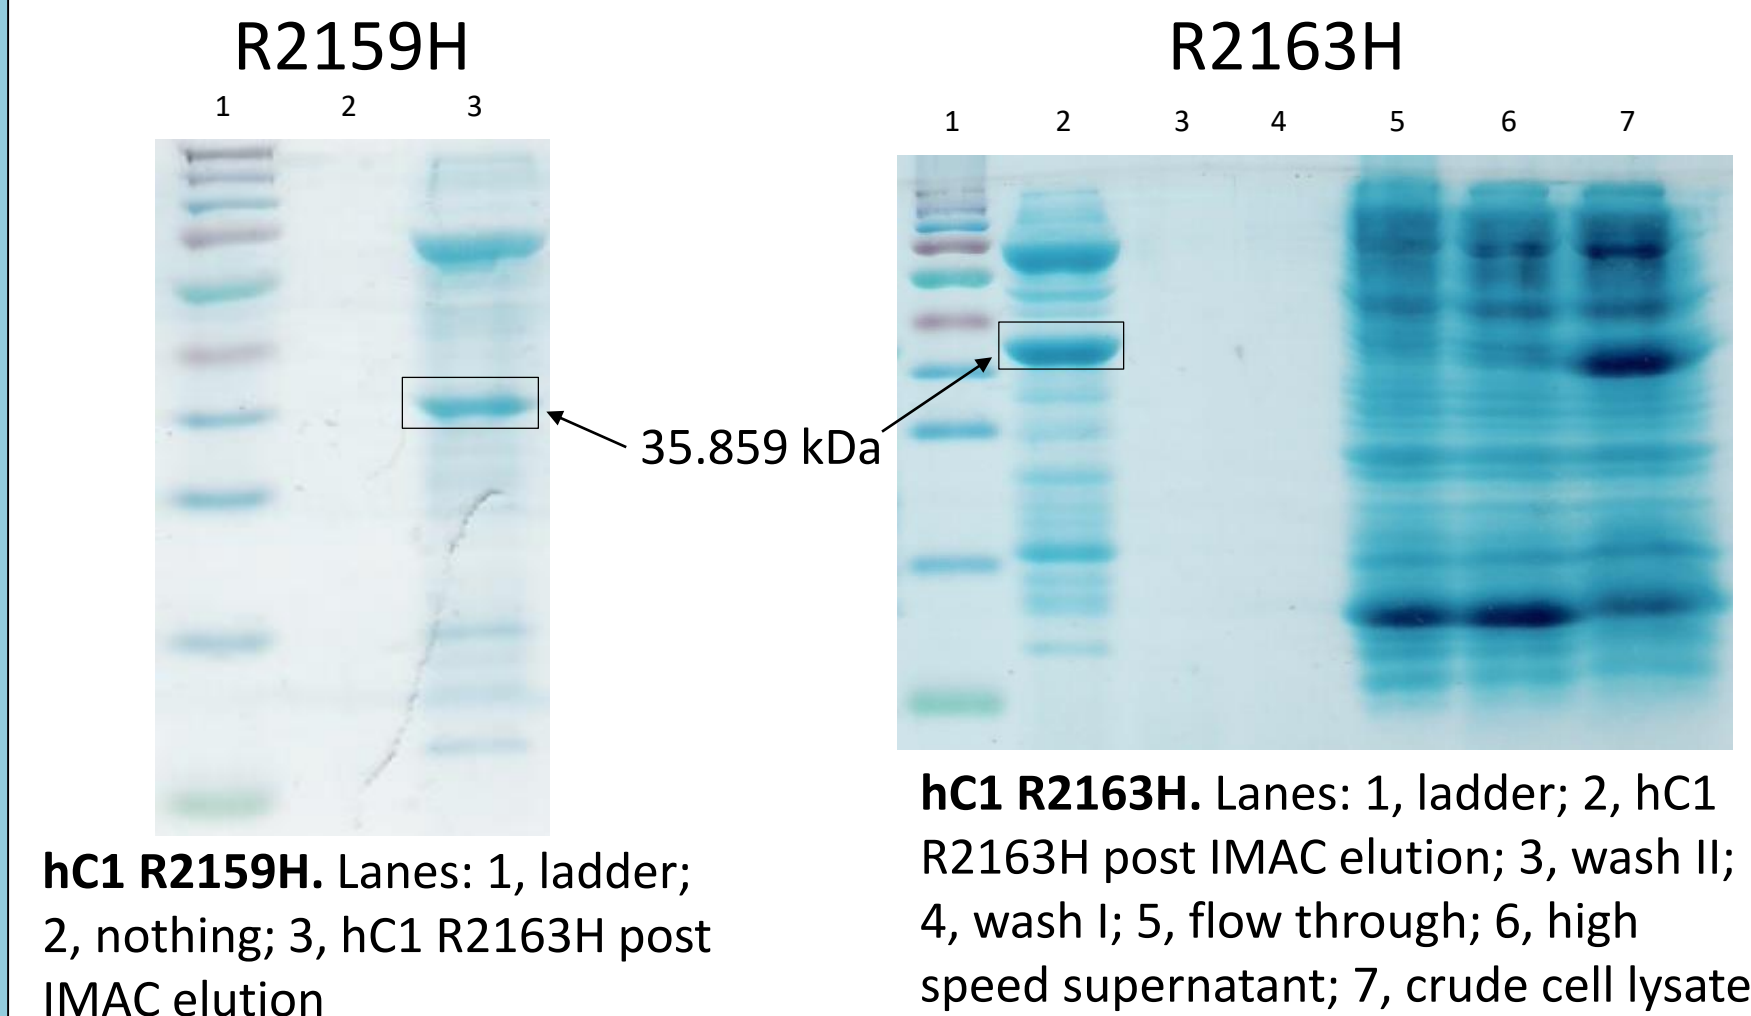 R2159H
1 2 3
R2163H
1 2 3 4 5 6 7
35.859 kDa
hC1 R2159H. Lanes: 1, ladder;
2, nothing; 3, hC1 R2163H post
IMAC elution
hC1 R2163H. Lanes: 1, ladder; 2, hC1
R2163H post IMAC elution; 3, wash II;
4, wash I; 5, flow through; 6, high
speed supernatant; 7, crude cell lysate